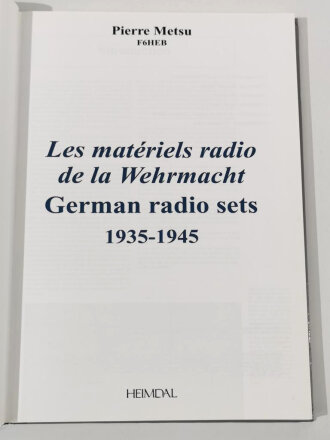 Pierre Metsu
F6HEB
Les matériels radio
de la Wehrmacht
German radio sets
1935-1945
HEIMDAL